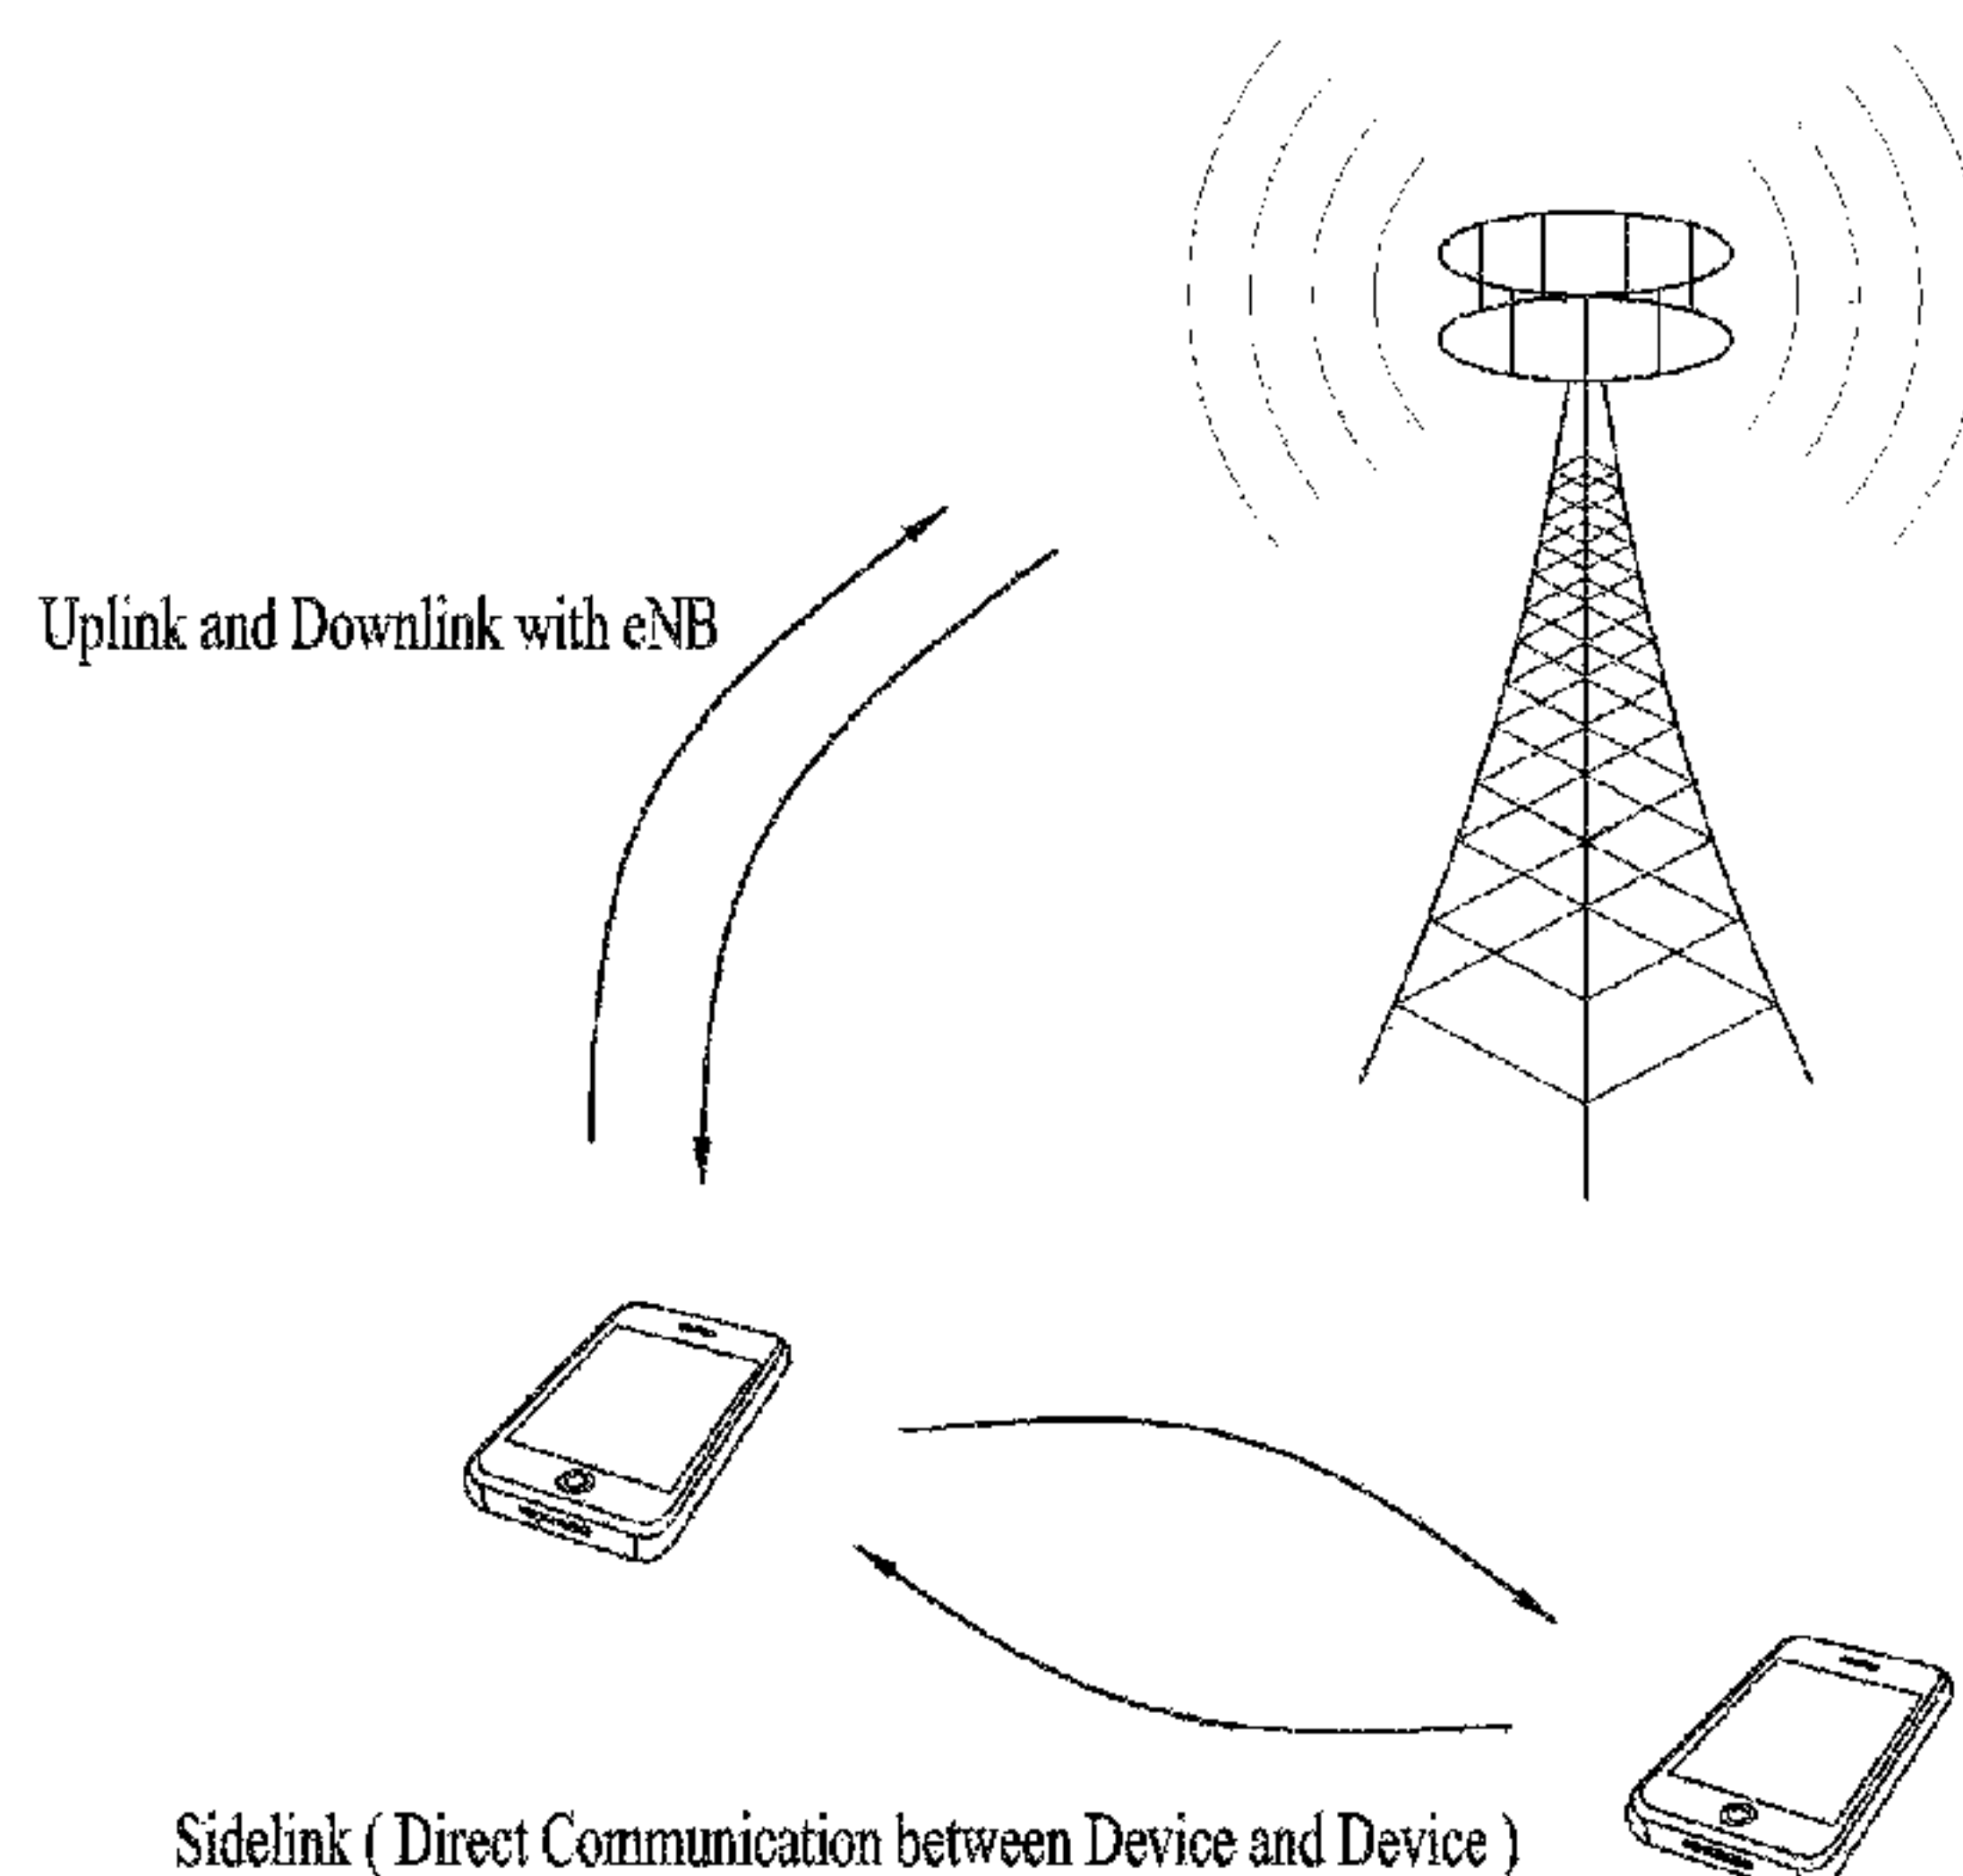 Uplink and Downlink with eNB
Sidelink ( Direct Communication between Device and Device )